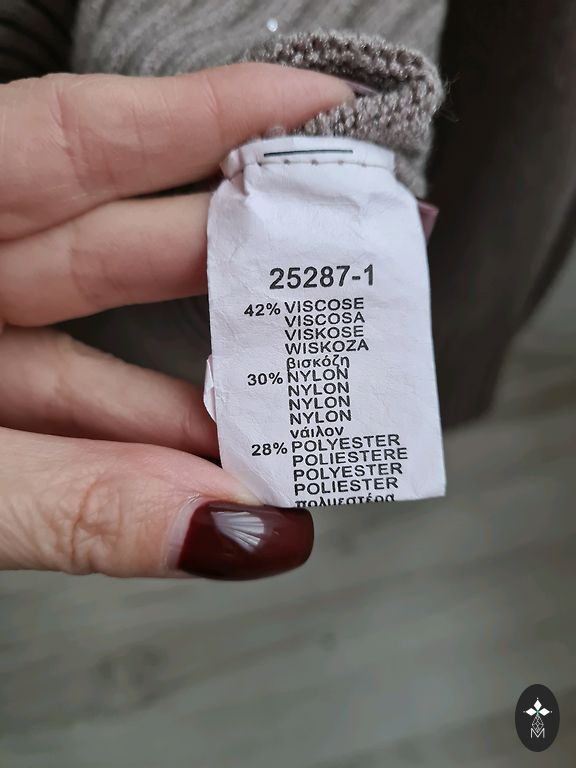 25287-1
42% VISCOSE
VISCOSA
VISKOSE
WISKOZA
βισκόζη
30% NYLON
NYLON
NYLON
NYLON
νάιλον
28% POLYESTER
POLIESTERE
POLYESTER
POLIESTER
πολυεστέρα
M